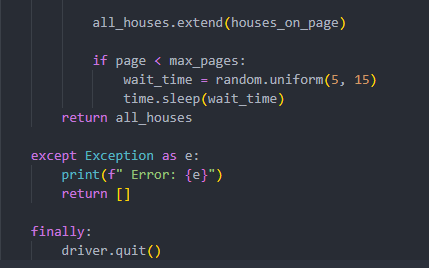 all_houses.extend(houses_on_page)
if page < max_pages:
wait_time = random.uniform(5, 15)
time.sleep(wait_time)
return all_houses
except Exception as e:
print(f" Error: {e}")
return []
finally:
driver.quit()